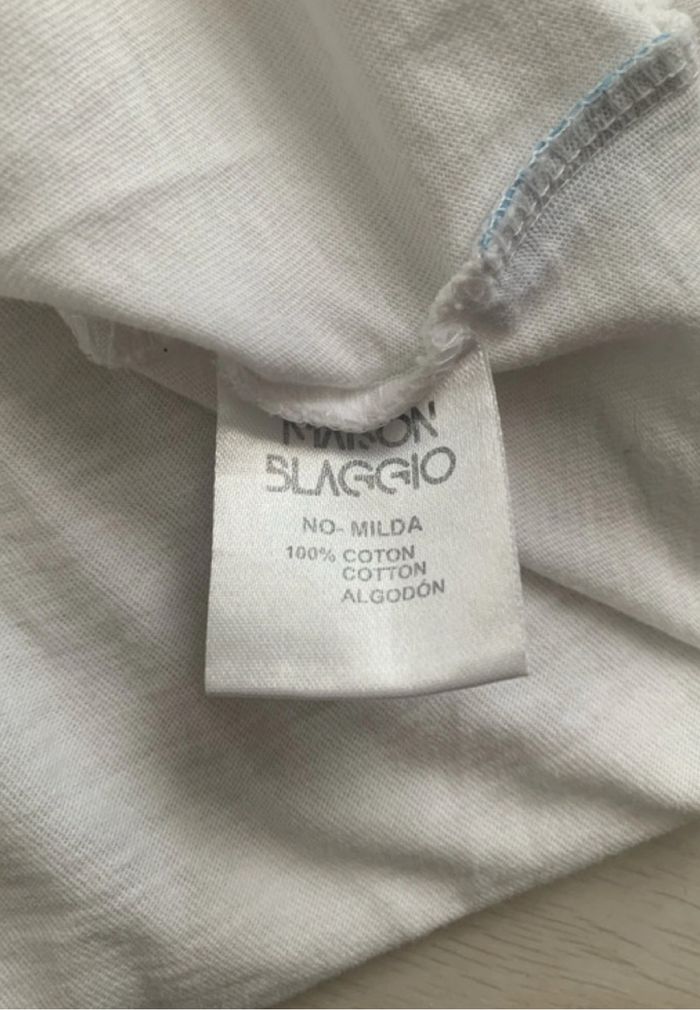 MAISON
BLAGGIO
NO- MILDA
100% COTON
COTTON
ALGODÓN